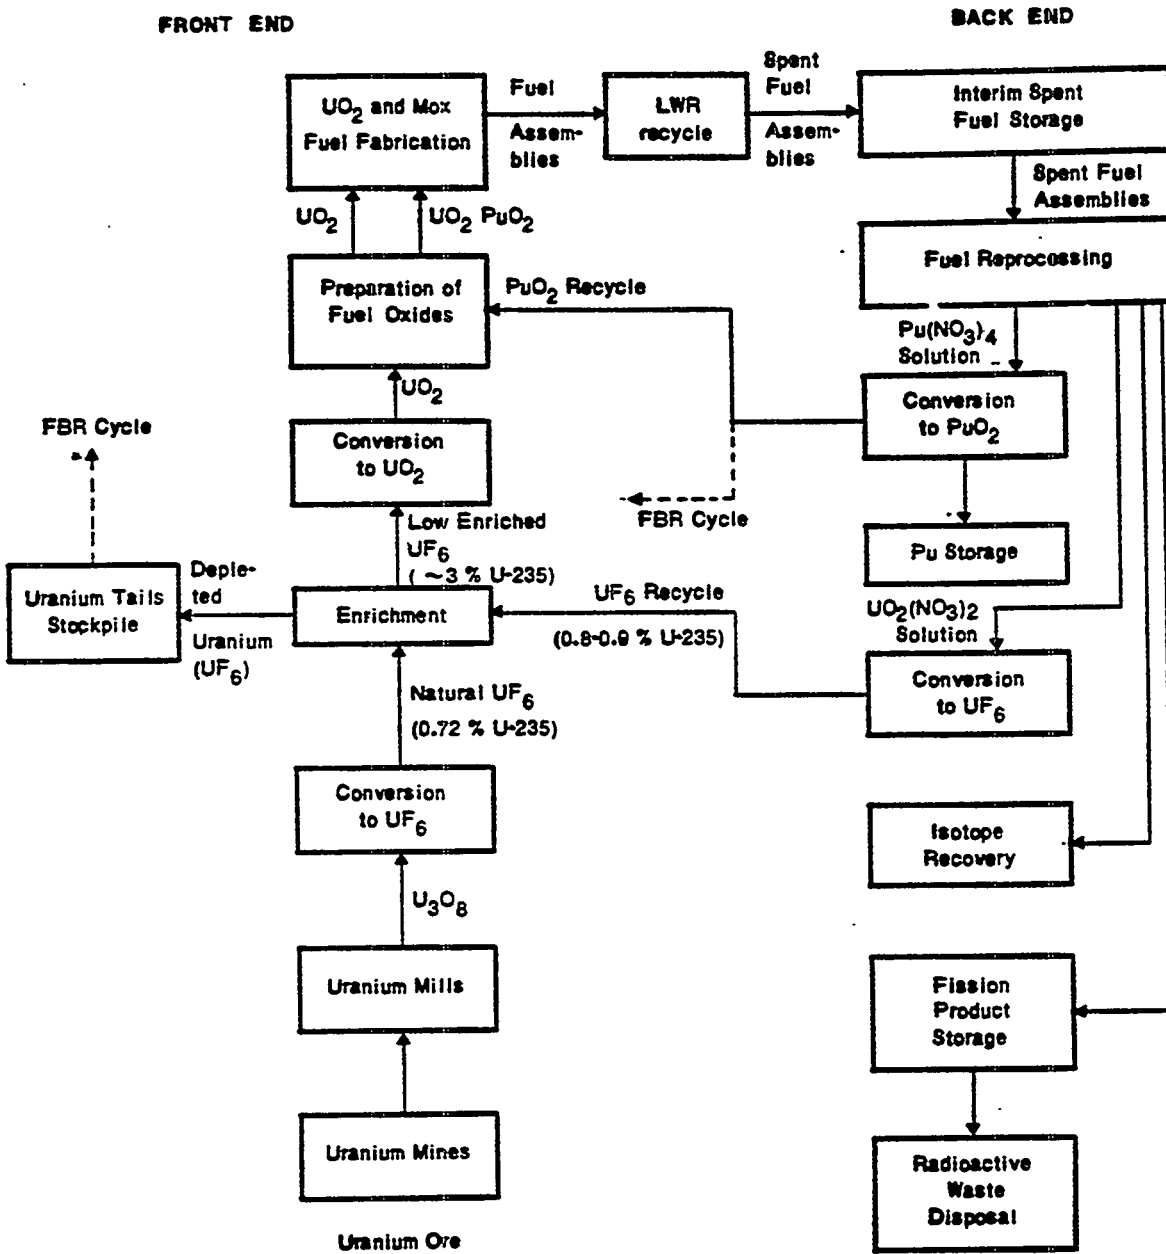 FRONT END
BACK END
UO2 and Mox
Fuel Fabrication
Fuel
Assem-
blies
LWR
recycle
Spent
Fuel
Assem-
blies
Interim Spent
Fuel Storage
Spent Fuel
Assemblies
UO2
UO2 PuO2
Fuel Reprocessing
Preparation of
Fuel Oxides
PuO2 Recycle
Pu(NO3)4
Solution
UO2
Conversion
to PuO2
FBR Cycle
Conversion
to UO2
FBR Cycle
Low Enriched
UF6
( ~3 % U-235)
Pu Storage
Uranium Tails
Stockpile
Deple-
ted
Uranium
(UF6)
Enrichment
UF6 Recycle
(0.8-0.9 % U-235)
UO2(NO3)2
Solution
Conversion
to UF6
Natural UF6
(0.72 % U-235)
Conversion
to UF6
Isotope
Recovery
U3O8
Uranium Mills
Fission
Product
Storage
Uranium Mines
Radioactive
Waste
Disposal
Uranium Ore